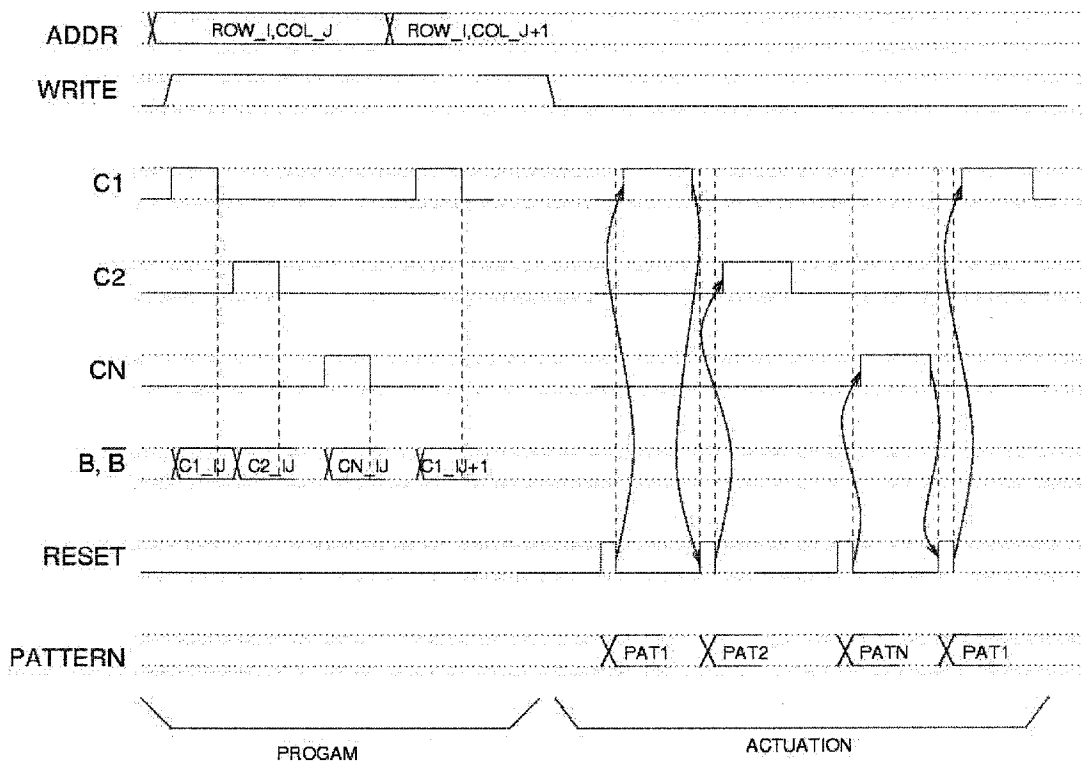 ADDR ROW_I,COL_J ROW_I,COL_J+1
WRITE
C1
C2
CN
B, B̅ C1_IJ C2_IJ CN_IJ C1_IJ+1
RESET
PATTERN PAT1 PAT2 PATN PAT1
PROGAM ACTUATION